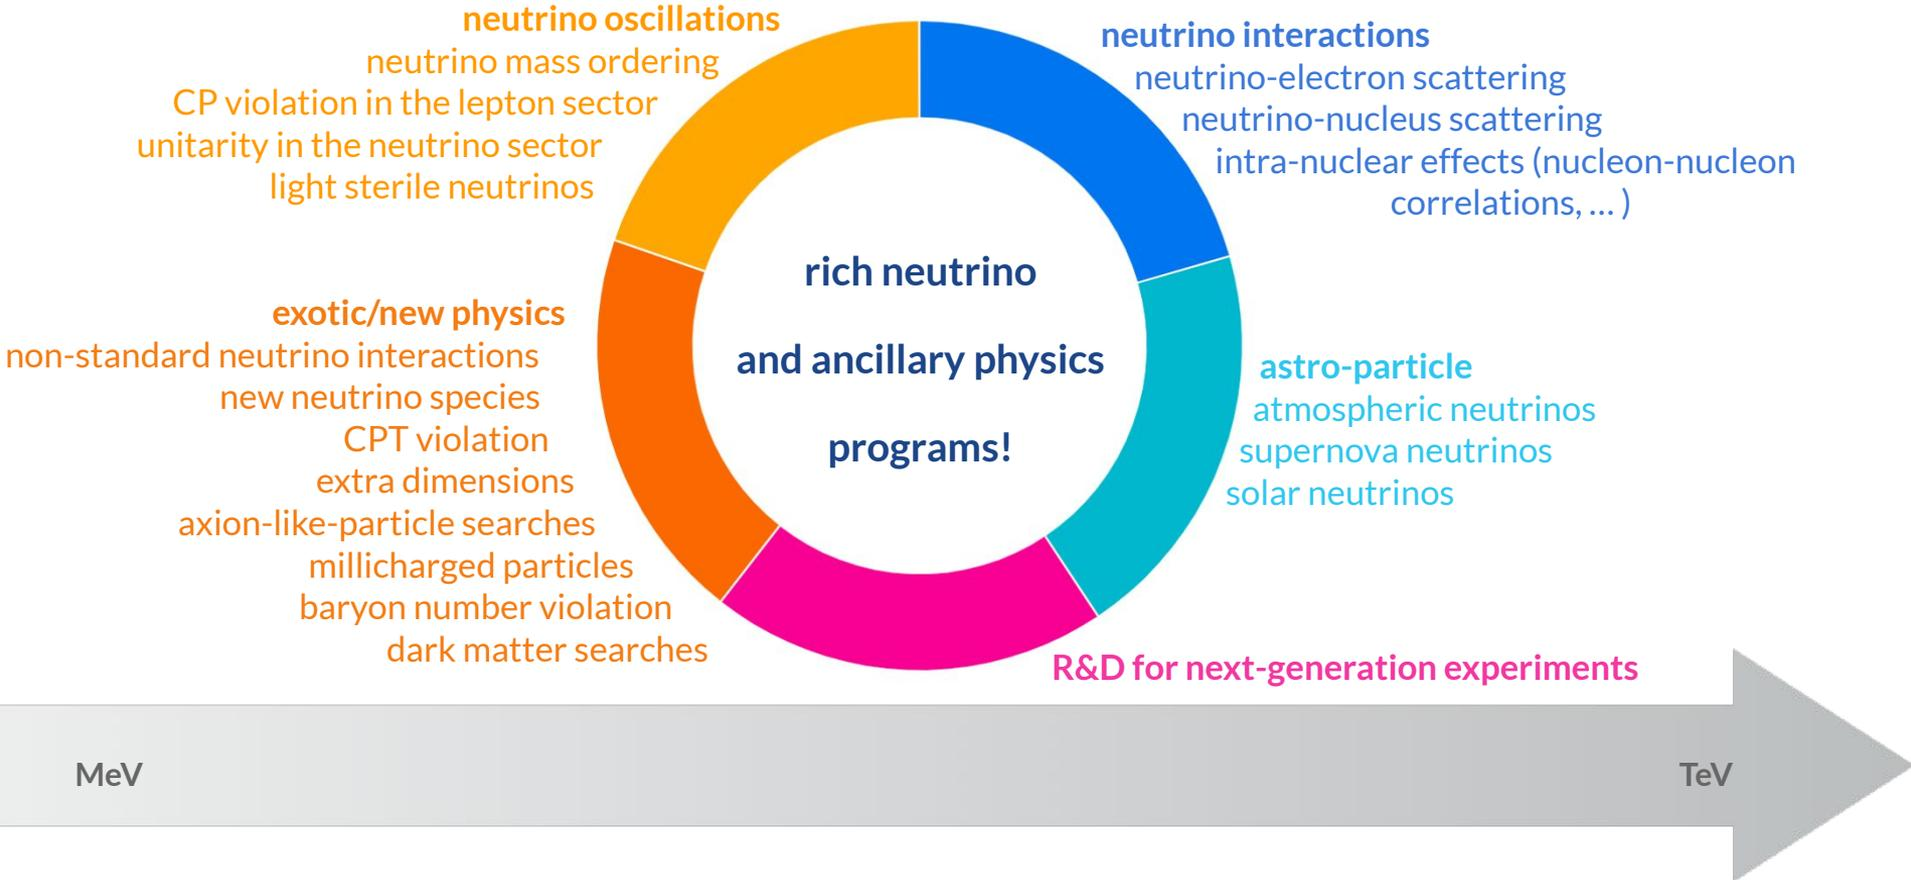 neutrino oscillations
neutrino mass ordering
CP violation in the lepton sector
unitarity in the neutrino sector
light sterile neutrinos
neutrino interactions
neutrino-electron scattering
neutrino-nucleus scattering
intra-nuclear effects (nucleon-nucleon
correlations, ... )
rich neutrino
and ancillary physics
programs!
exotic/new physics
non-standard neutrino interactions
new neutrino species
CPT violation
extra dimensions
axion-like-particle searches
millicharged particles
baryon number violation
dark matter searches
astro-particle
atmospheric neutrinos
supernova neutrinos
solar neutrinos
R&D for next-generation experiments
MeV
TeV